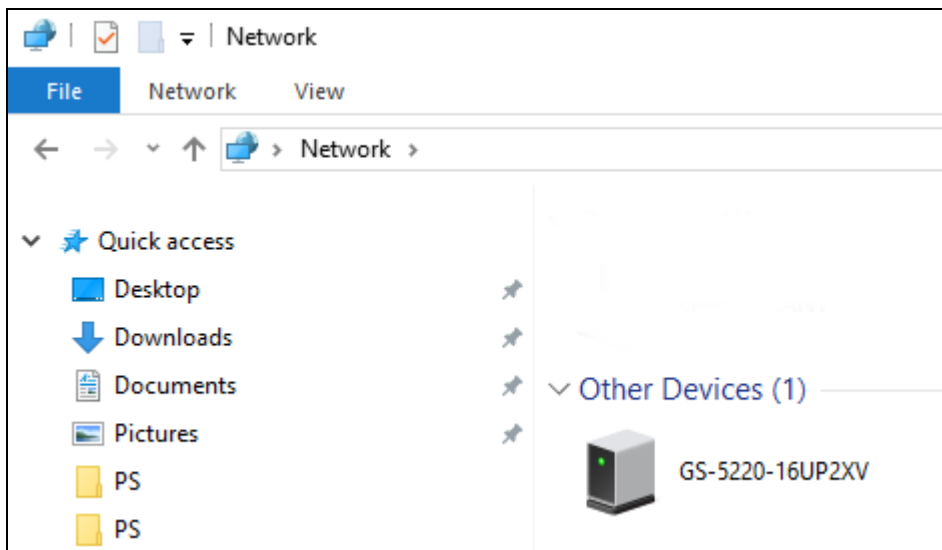 Network
File Network View
Network
Quick access
Desktop
Downloads
Documents
Pictures
PS
PS
Other Devices (1)
GS-5220-16UP2XV